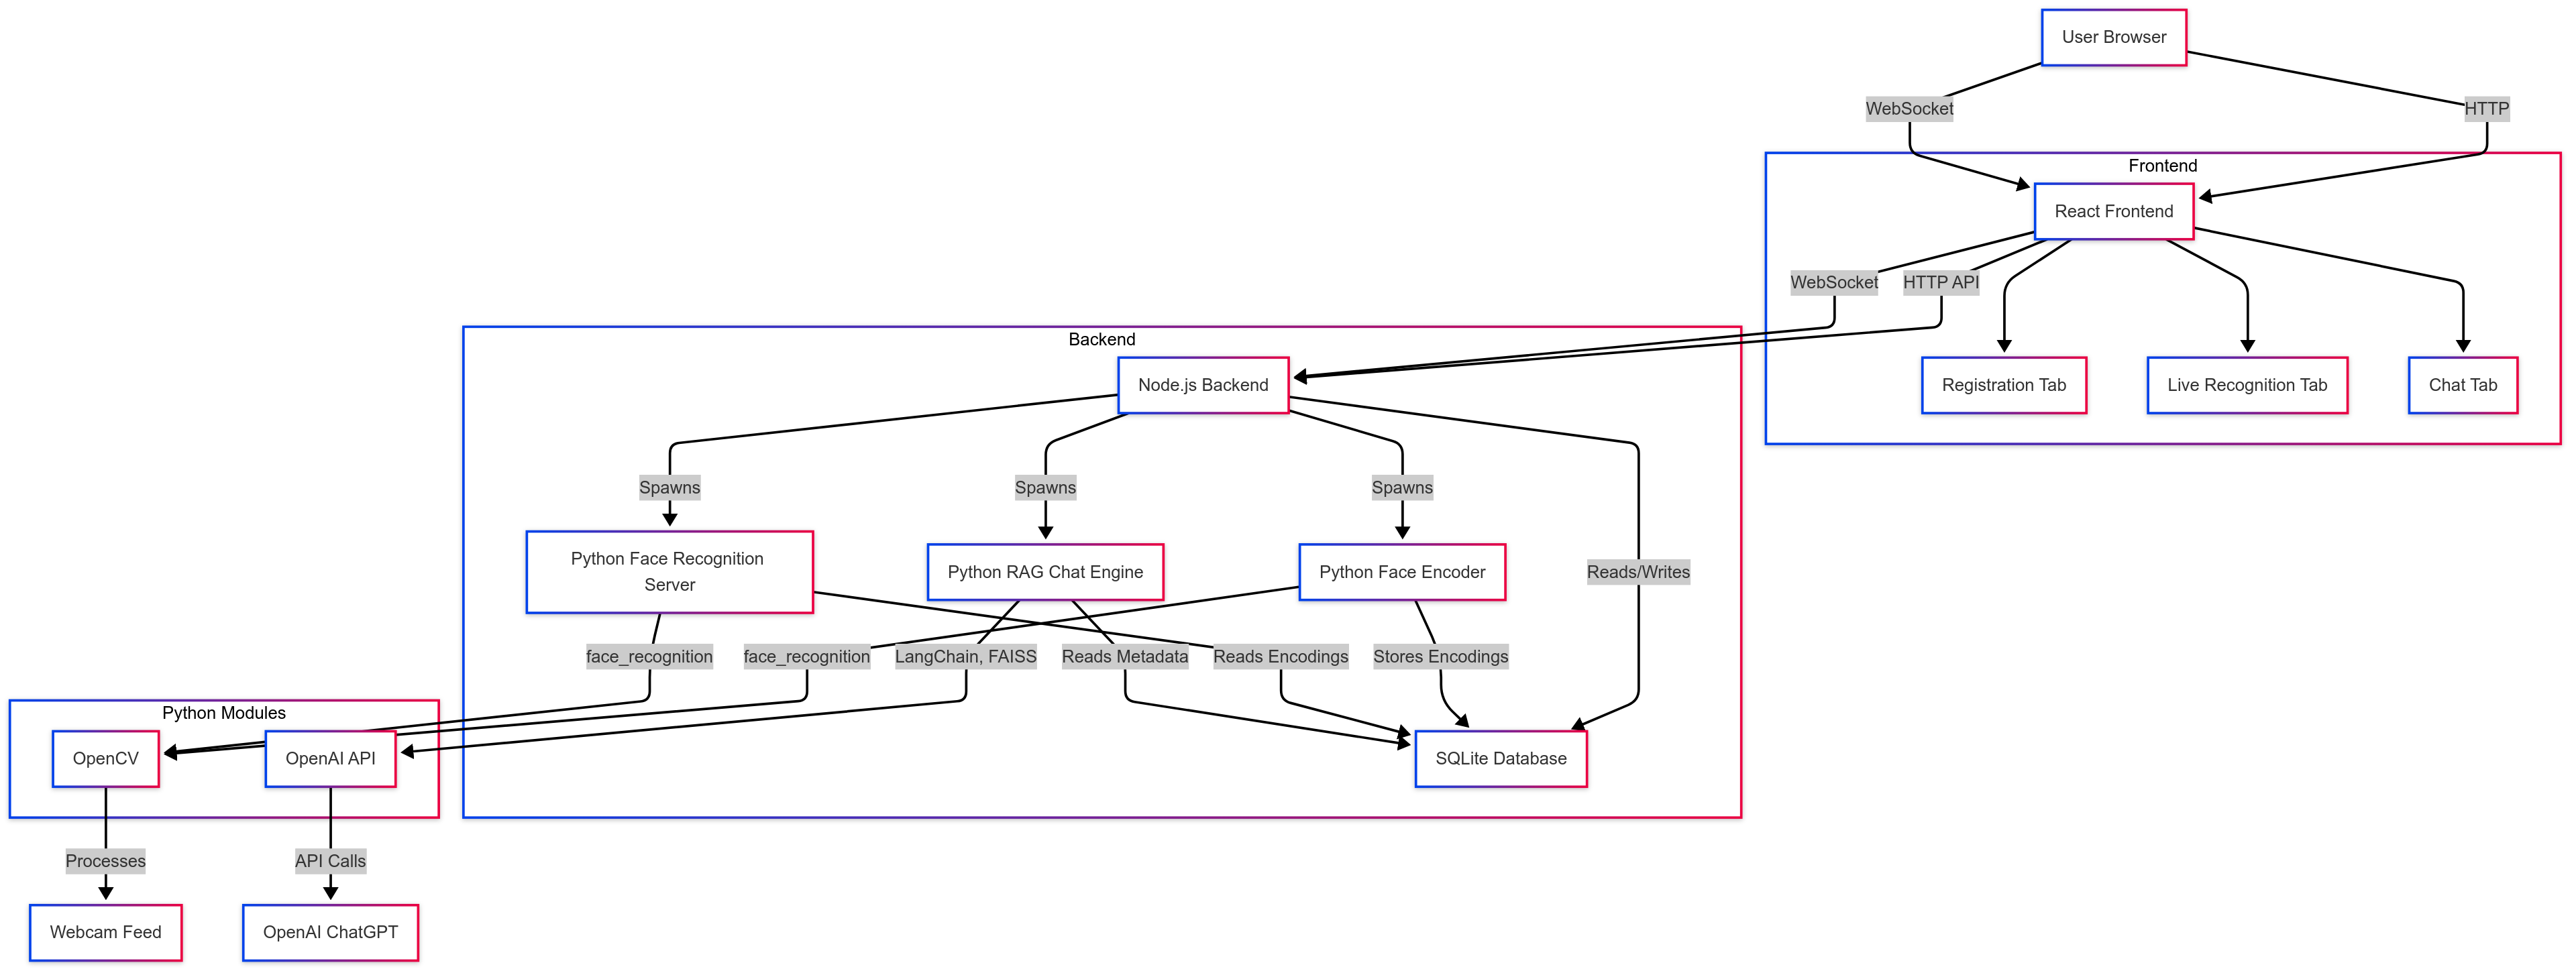 User Browser
WebSocket
HTTP
Frontend
React Frontend
WebSocket
HTTP API
Registration Tab
Live Recognition Tab
Chat Tab
Backend
Node.js Backend
Spawns
Spawns
Spawns
Python Face Recognition
Server
Python RAG Chat Engine
Python Face Encoder
Reads/Writes
face_recognition
face_recognition
LangChain, FAISS
Reads Metadata
Reads Encodings
Stores Encodings
Python Modules
OpenCV
OpenAI API
SQLite Database
Processes
API Calls
Webcam Feed
OpenAI ChatGPT